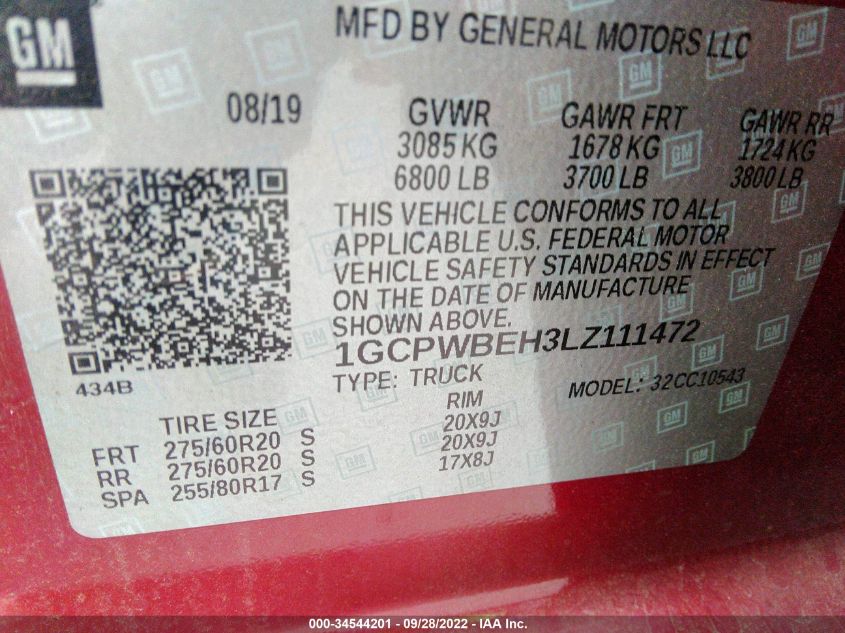 GM
MFD BY GENERAL MOTORS LLC
08/19 GVWR GAWR FRT GAWR RR
3085 KG 1678 KG 1724 KG
6800 LB 3700 LB 3800 LB
THIS VEHICLE CONFORMS TO ALL
APPLICABLE U.S. FEDERAL MOTOR
VEHICLE SAFETY STANDARDS IN EFFECT
ON THE DATE OF MANUFACTURE
SHOWN ABOVE.
1GCPWBEH3LZ111472
434B
TYPE: TRUCK MODEL: 32CC10543
TIRE SIZE RIM
FRT 275/60R20 S 20X9J
RR 275/60R20 S 20X9J
SPA 255/80R17 S 17X8J
000-34544201 - 09/28/2022 - IAA Inc.